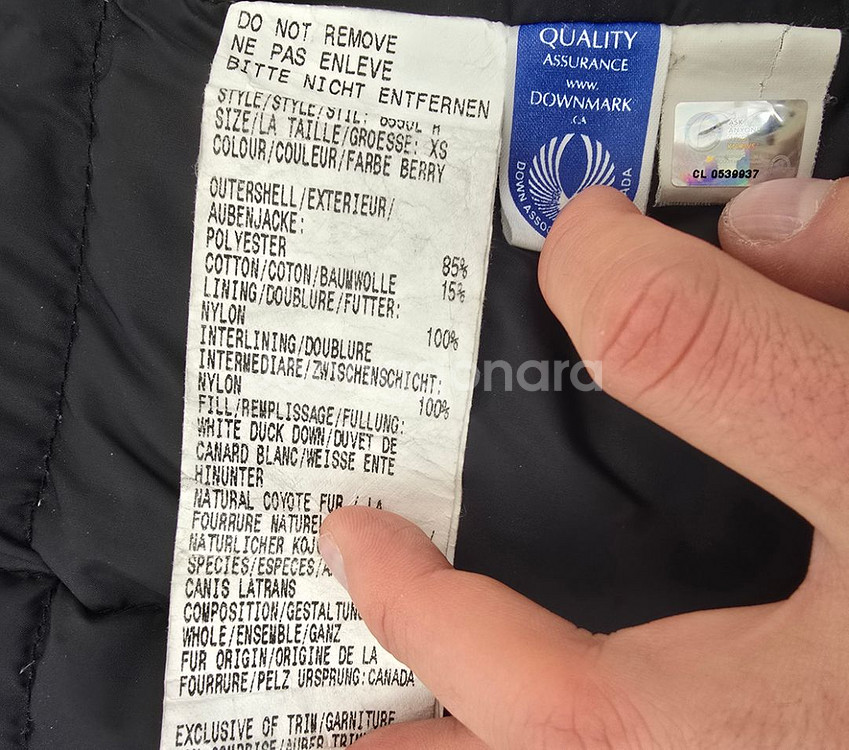 DO NOT REMOVE
NE PAS ENLEVE
BITTE NICHT ENTFERNEN
STYLE/STYLE/STIL:
SIZE/LA TAILLE/GROESSE: XS
COLOUR/COULEUR/FARBE BERRY
OUTERSHELL/EXTERIEUR/
AUBENJACKE:
POLYESTER 85%
COTTON/COTON/BAUMWOLLE 15%
LINING/DOUBLURE/FUTTER:
NYLON 100%
INTERLINING/DOUBLURE
INTERMEDIARE/ZWISCHENSCHICHT:
NYLON 100%
FILL/REMPLISSAGE/FULLUNG:
WHITE DUCK DOWN/DUVET DE
CANARD BLANC/WEISSE ENTE
HINUNTER
NATURAL COYOTE FUR / LA
FOURRURE NATUREL
NATURLICHER KOJ
SPECIES/ESPECES/
CANIS LATRANS
COMPOSITION/GESTALTUN
WHOLE/ENSEMBLE/GANZ
FUR ORIGIN/ORIGINE DE LA
FOURRURE/PELZ URSPRUNG:CANADA
EXCLUSIVE OF TRIM/GARNITURE
QUALITY
ASSURANCE
www.
DOWNMARK
.CA
DOWN ASSOC
CL 0539937